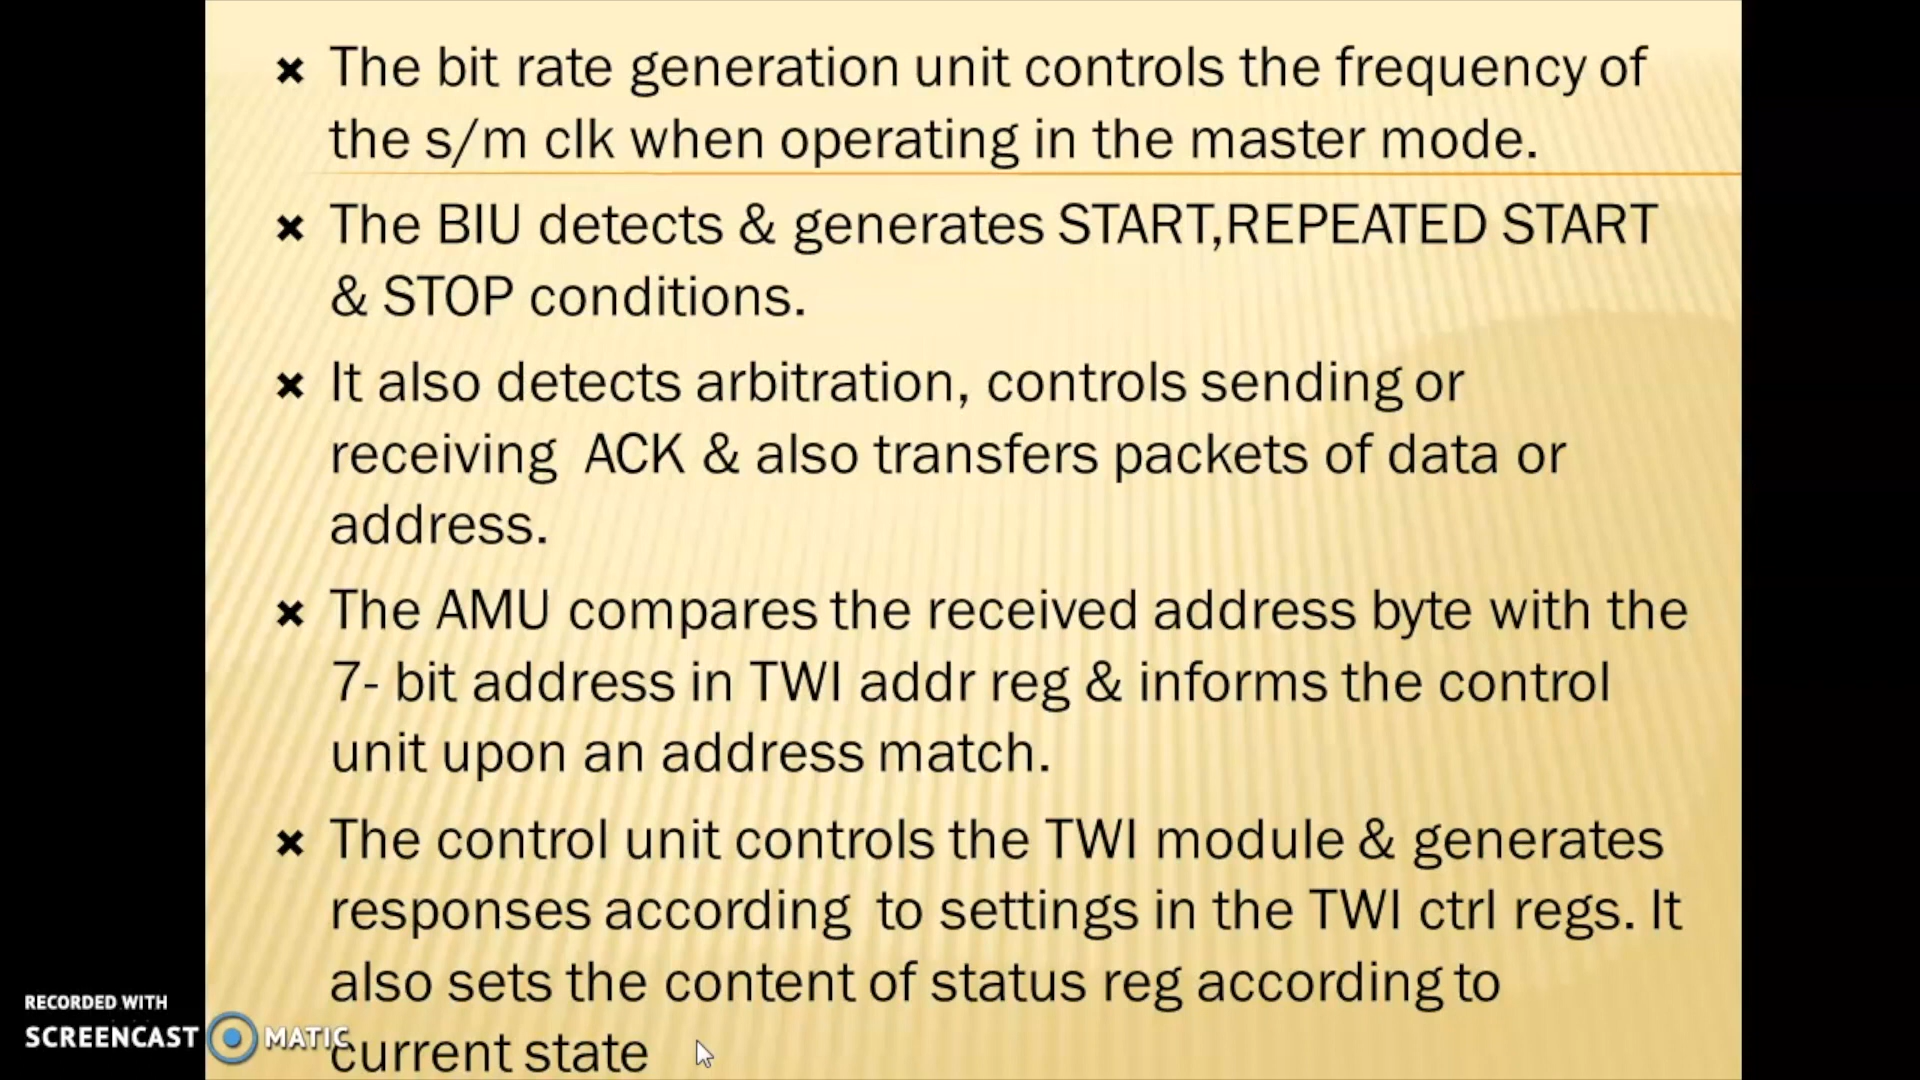 The bit rate generation unit controls the frequency of
the s/m clk when operating in the master mode.
The BIU detects & generates START,REPEATED START
& STOP conditions.
It also detects arbitration, controls sending or
receiving ACK & also transfers packets of data or
address.
The AMU compares the received address byte with the
7- bit address in TWI addr reg & informs the control
unit upon an address match.
The control unit controls the TWI module & generates
responses according to settings in the TWI ctrl regs. It
also sets the content of status reg according to
current state
RECORDED WITH
SCREENCAST MATIC